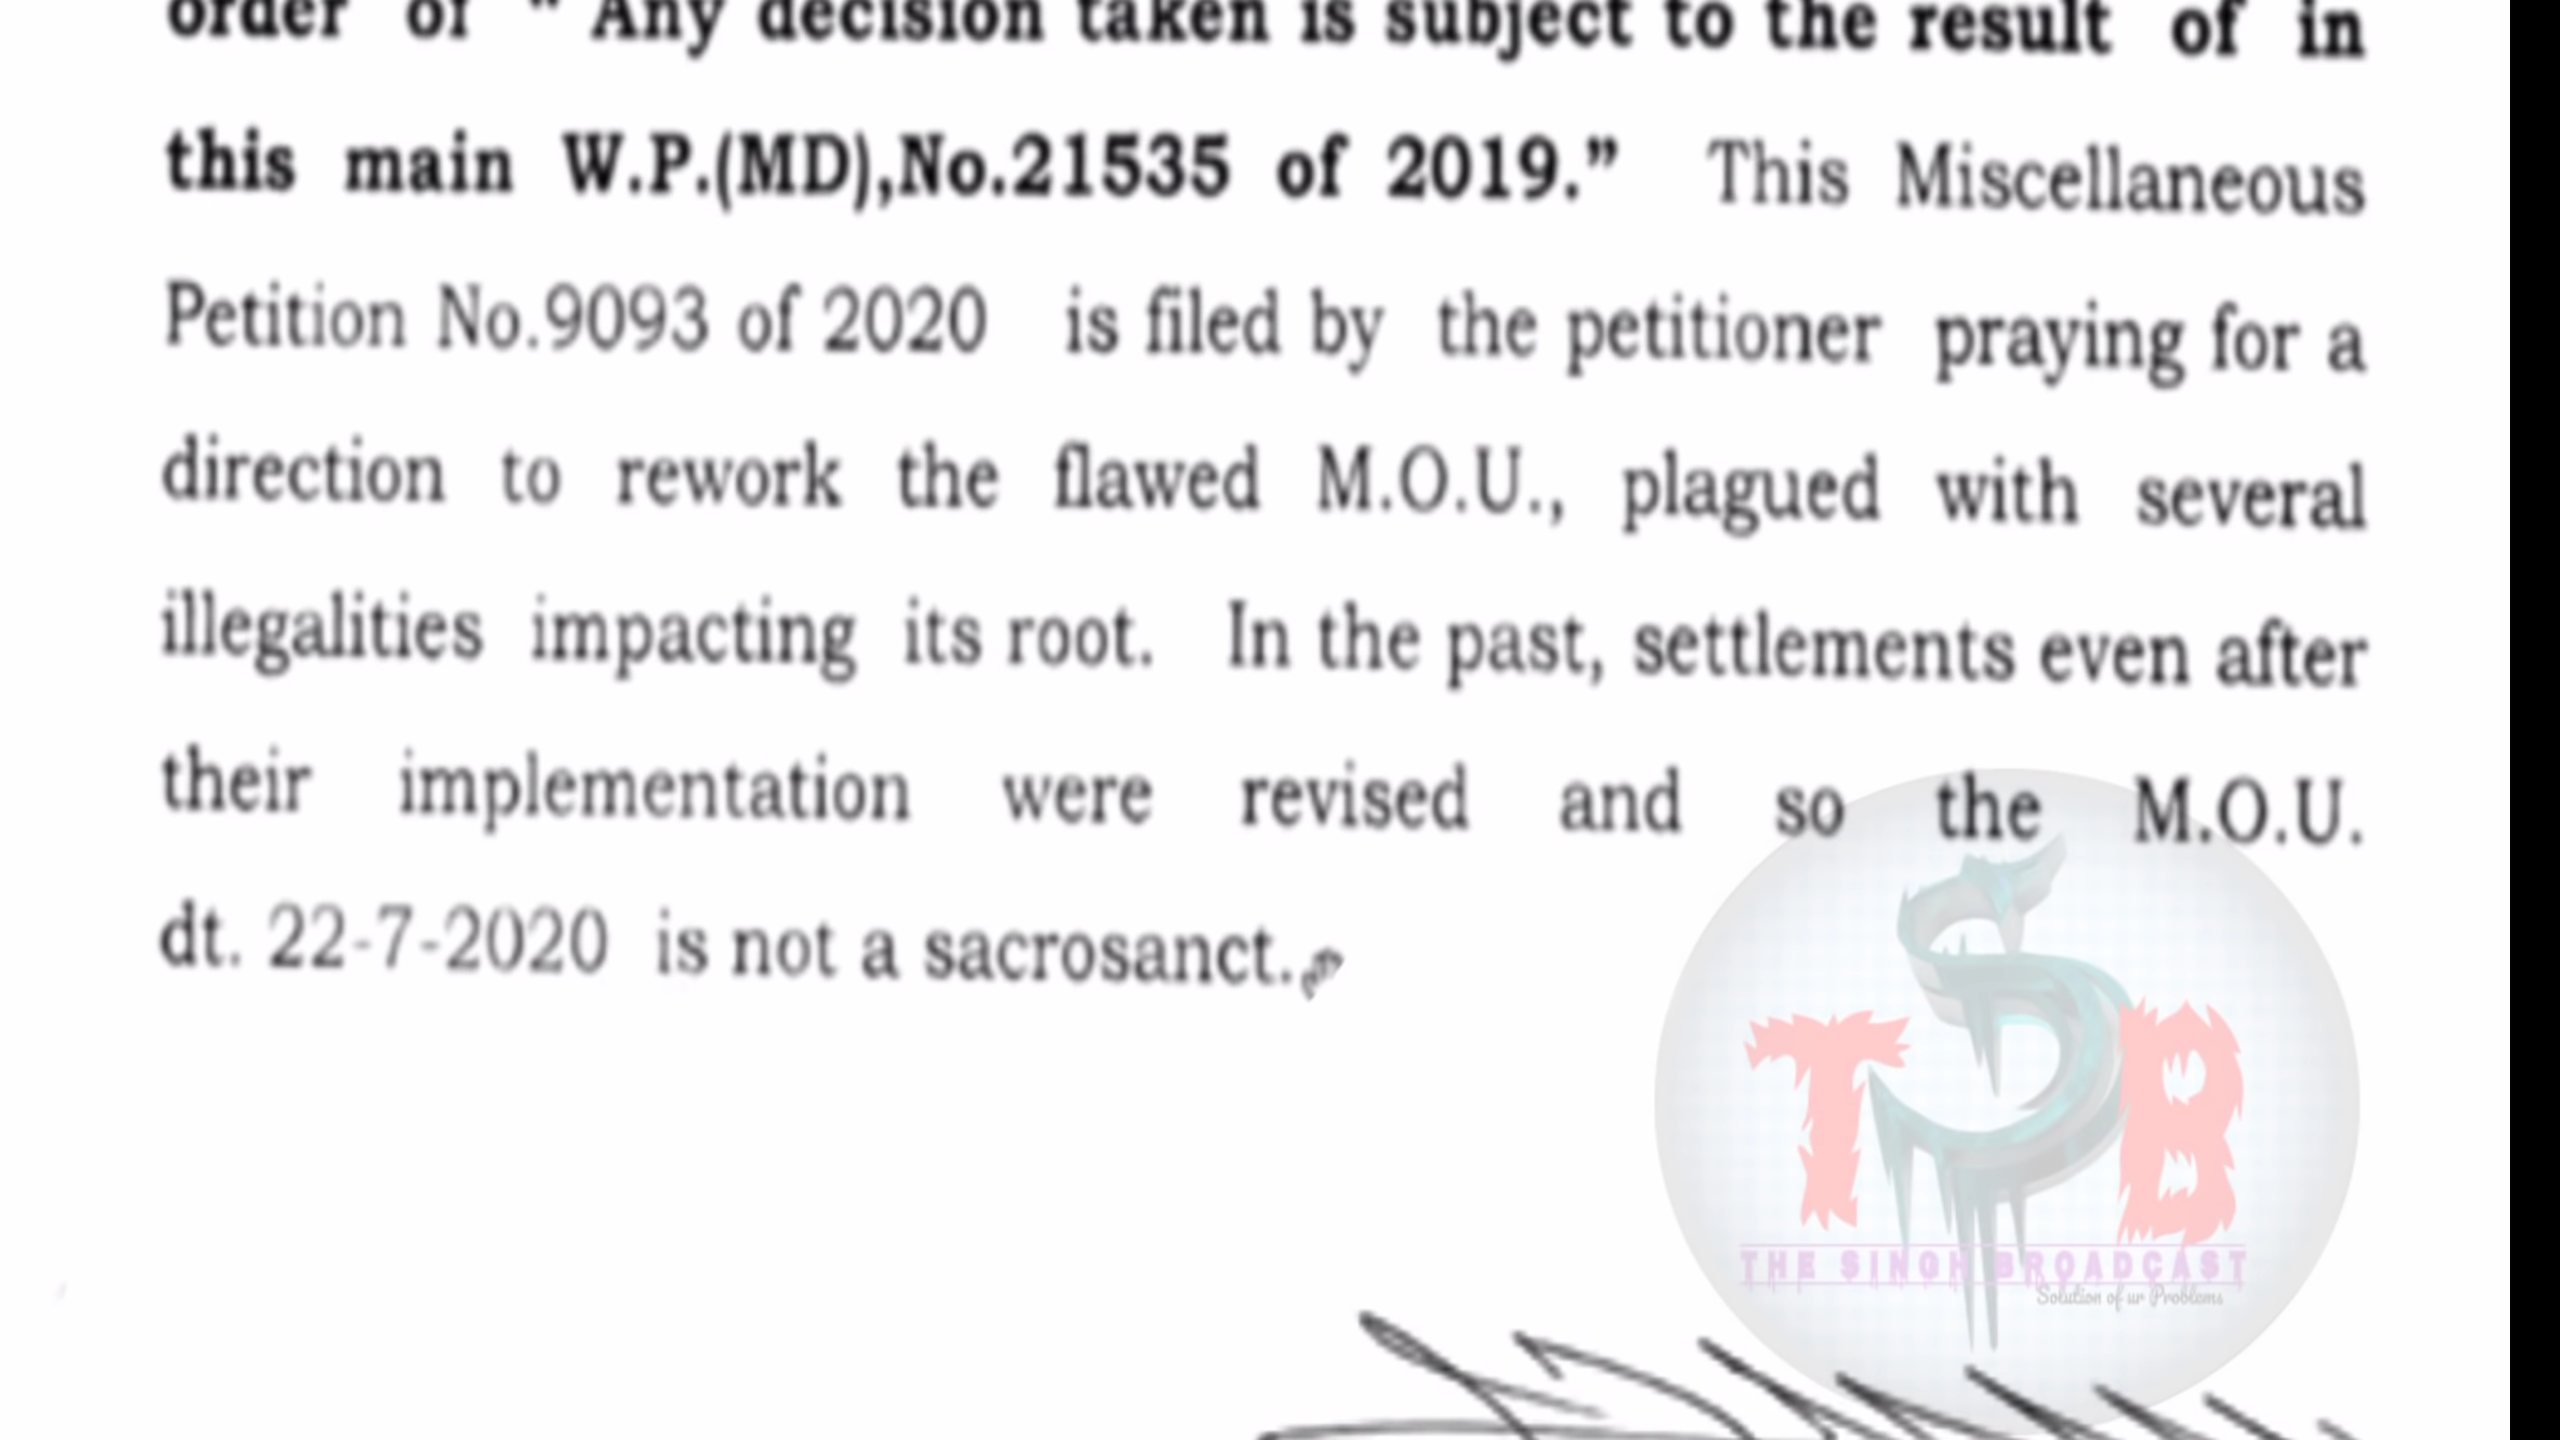 order of " Any decision taken is subject to the result of in
this main W.P.(MD),No.21535 of 2019.” This Miscellaneous
Petition No.9093 of 2020 is filed by the petitioner praying for a
direction to rework the flawed M.O.U., plagued with several
illegalities impacting its root. In the past, settlements even after
their implementation were revised and so the M.O.U.
dt. 22-7-2020 is not a sacrosanct.
TSB
THE SINGH BROADCAST
Solution of ur Problems